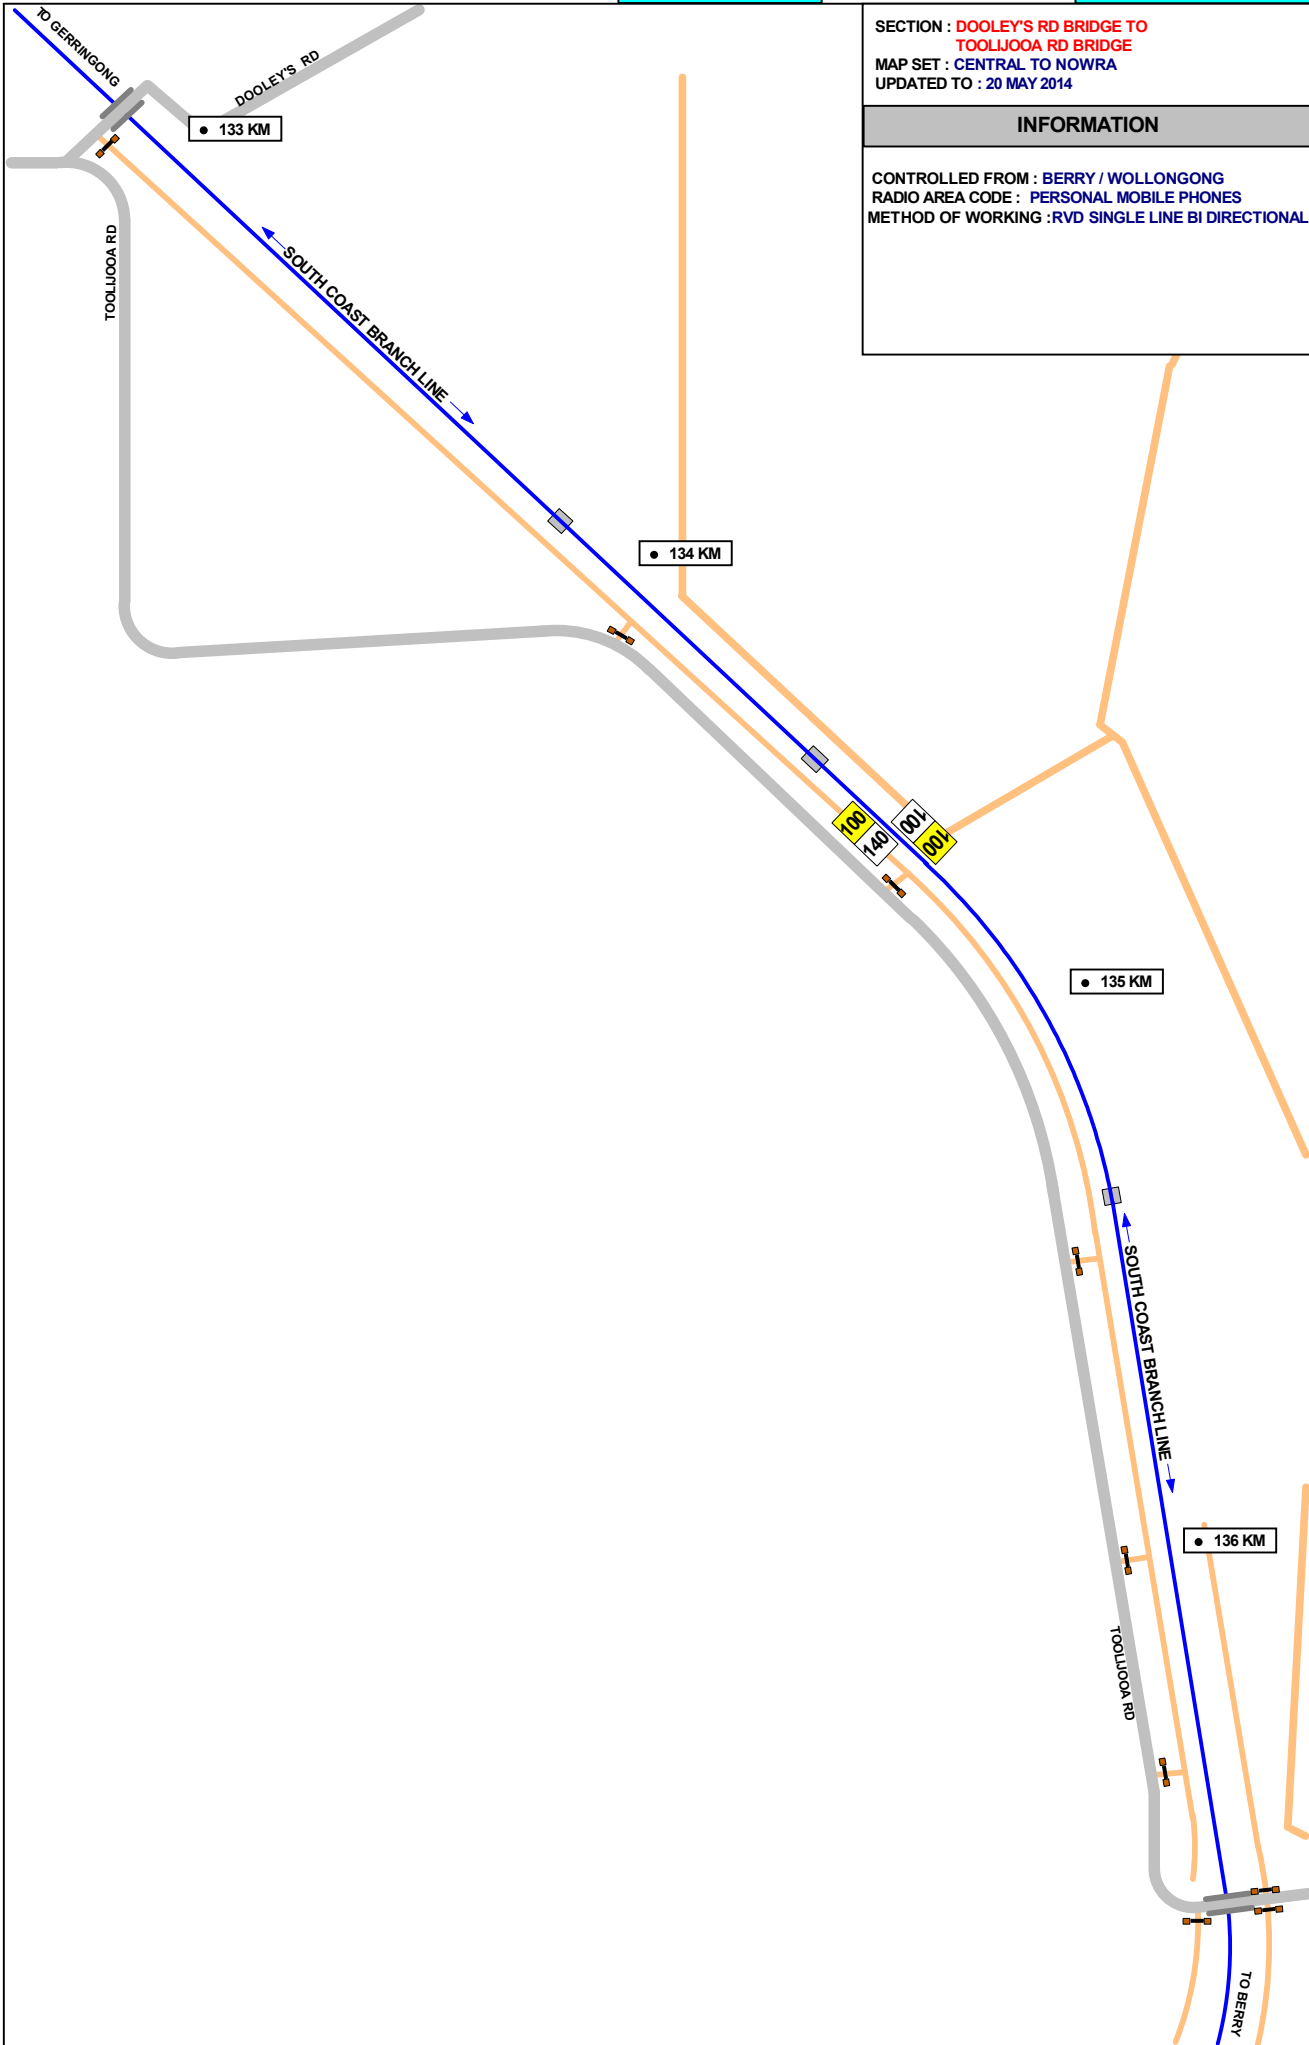 SECTION : DOOLEY'S RD BRIDGE TO
TOOLIJOOA RD BRIDGE
MAP SET : CENTRAL TO NOWRA
UPDATED TO : 20 MAY 2014
INFORMATION
CONTROLLED FROM : BERRY / WOLLONGONG
RADIO AREA CODE : PERSONAL MOBILE PHONES
METHOD OF WORKING :RVD SINGLE LINE BI DIRECTIONAL
TO GERRINGONG
DOOLEY'S RD
133 KM
TOOLIJOOA RD
SOUTH COAST BRANCH LINE
134 KM
100
140
100
100
135 KM
SOUTH COAST BRANCH LINE
136 KM
TOOLIJOOA RD
TO BERRY